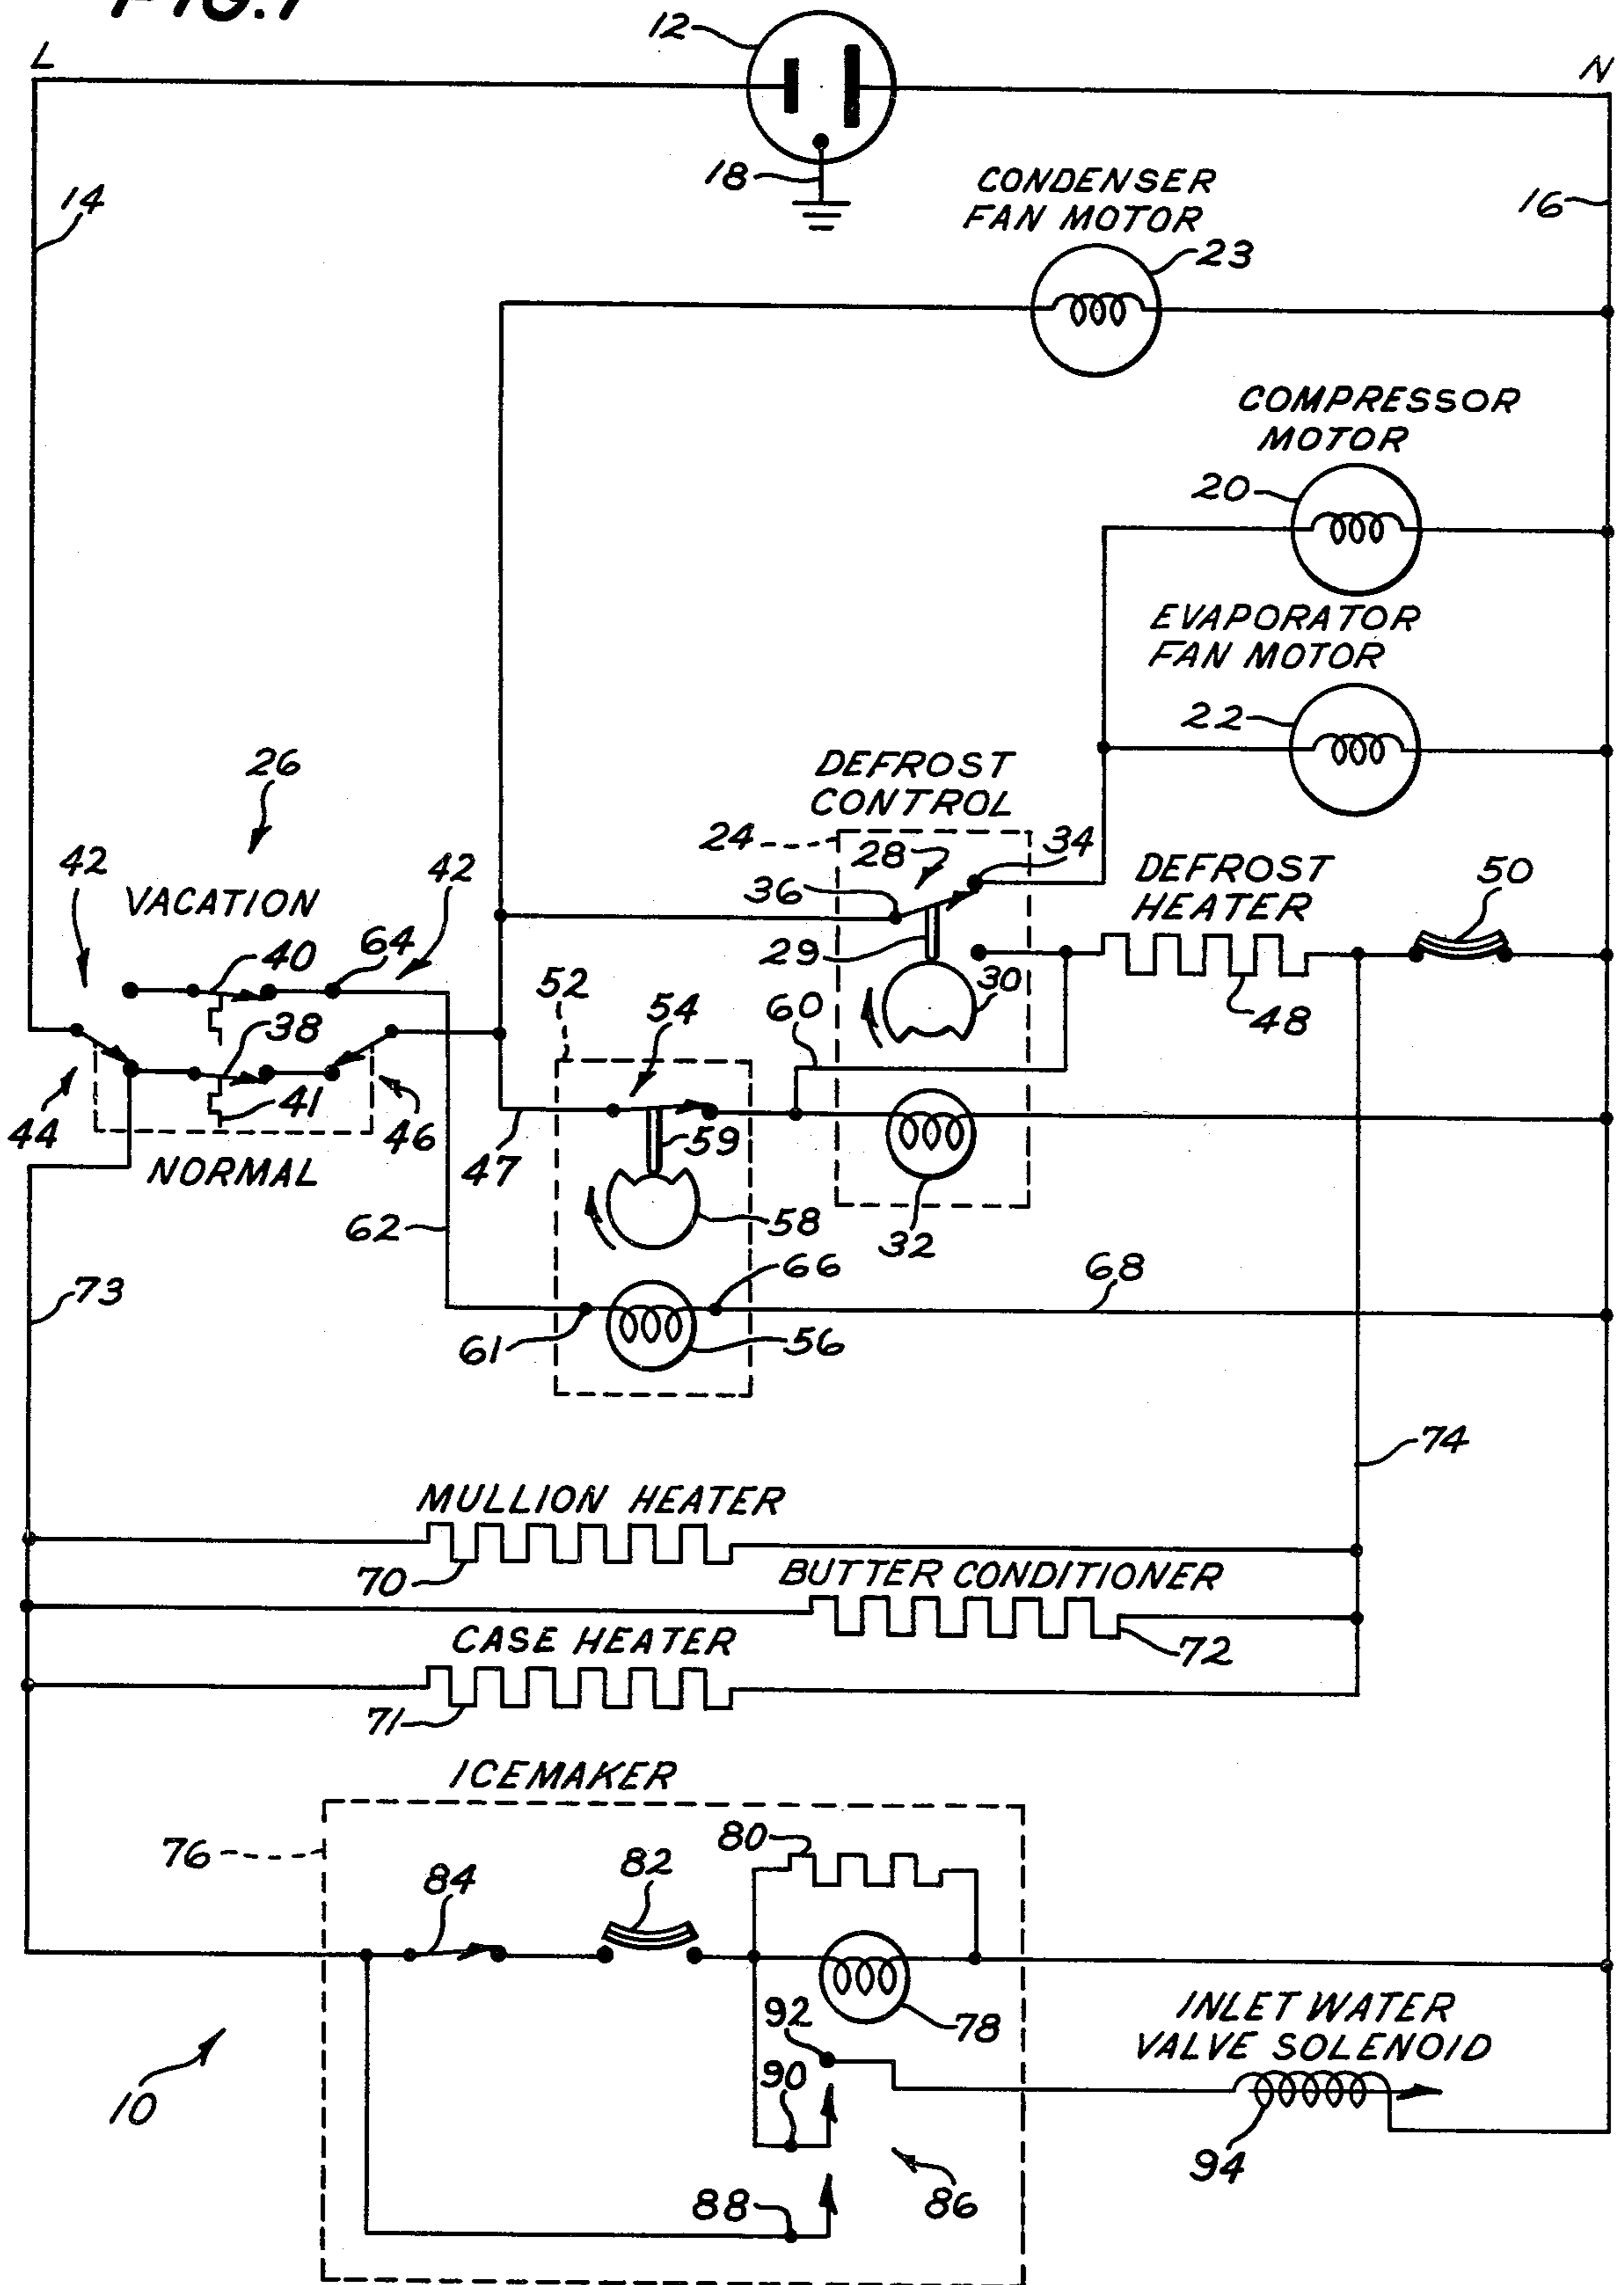 FIG. 1
L
12
N
14
18
CONDENSER
FAN MOTOR
16
23
COMPRESSOR
MOTOR
20
EVAPORATOR
FAN MOTOR
22
26
DEFROST
CONTROL
42
VACATION
42
24
28
34
DEFROST
HEATER
50
36
40
64
29
30
52
54
60
48
38
44
41
46
59
47
NORMAL
62
58
32
66
68
73
61
56
74
MULLION HEATER
70
BUTTER CONDITIONER
CASE HEATER
72
71
ICEMAKER
76
80
82
84
92
78
INLET WATER
VALVE SOLENOID
90
10
94
88
86